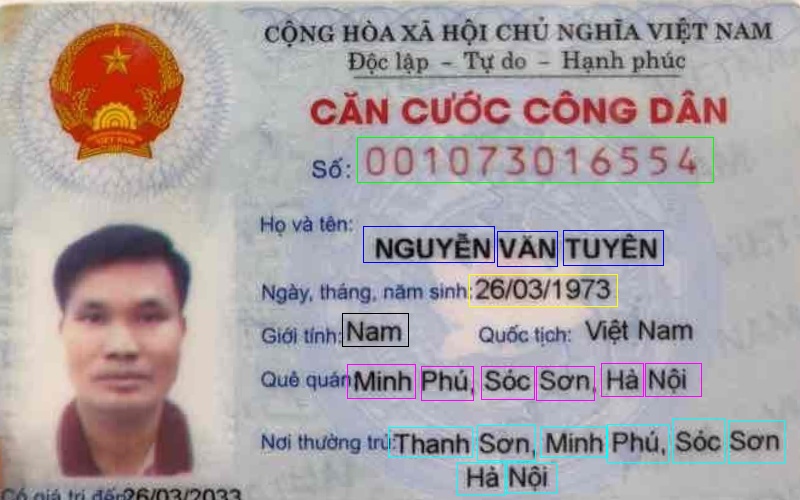 CỘNG HÒA XÃ HỘI CHỦ NGHĨA VIỆT NAM
Độc lập - Tự do - Hạnh phúc
CĂN CƯỚC CÔNG DÂN
Số: 001073016554
Họ và tên:
NGUYỄN VĂN TUYÊN
Ngày, tháng, năm sinh: 26/03/1973
Giới tính: Nam Quốc tịch: Việt Nam
Quê quán: Minh Phú, Sóc Sơn, Hà Nội
Nơi thường trú: Thanh Sơn, Minh Phú, Sóc Sơn
Hà Nội
Có giá trị đến: 26/03/2033